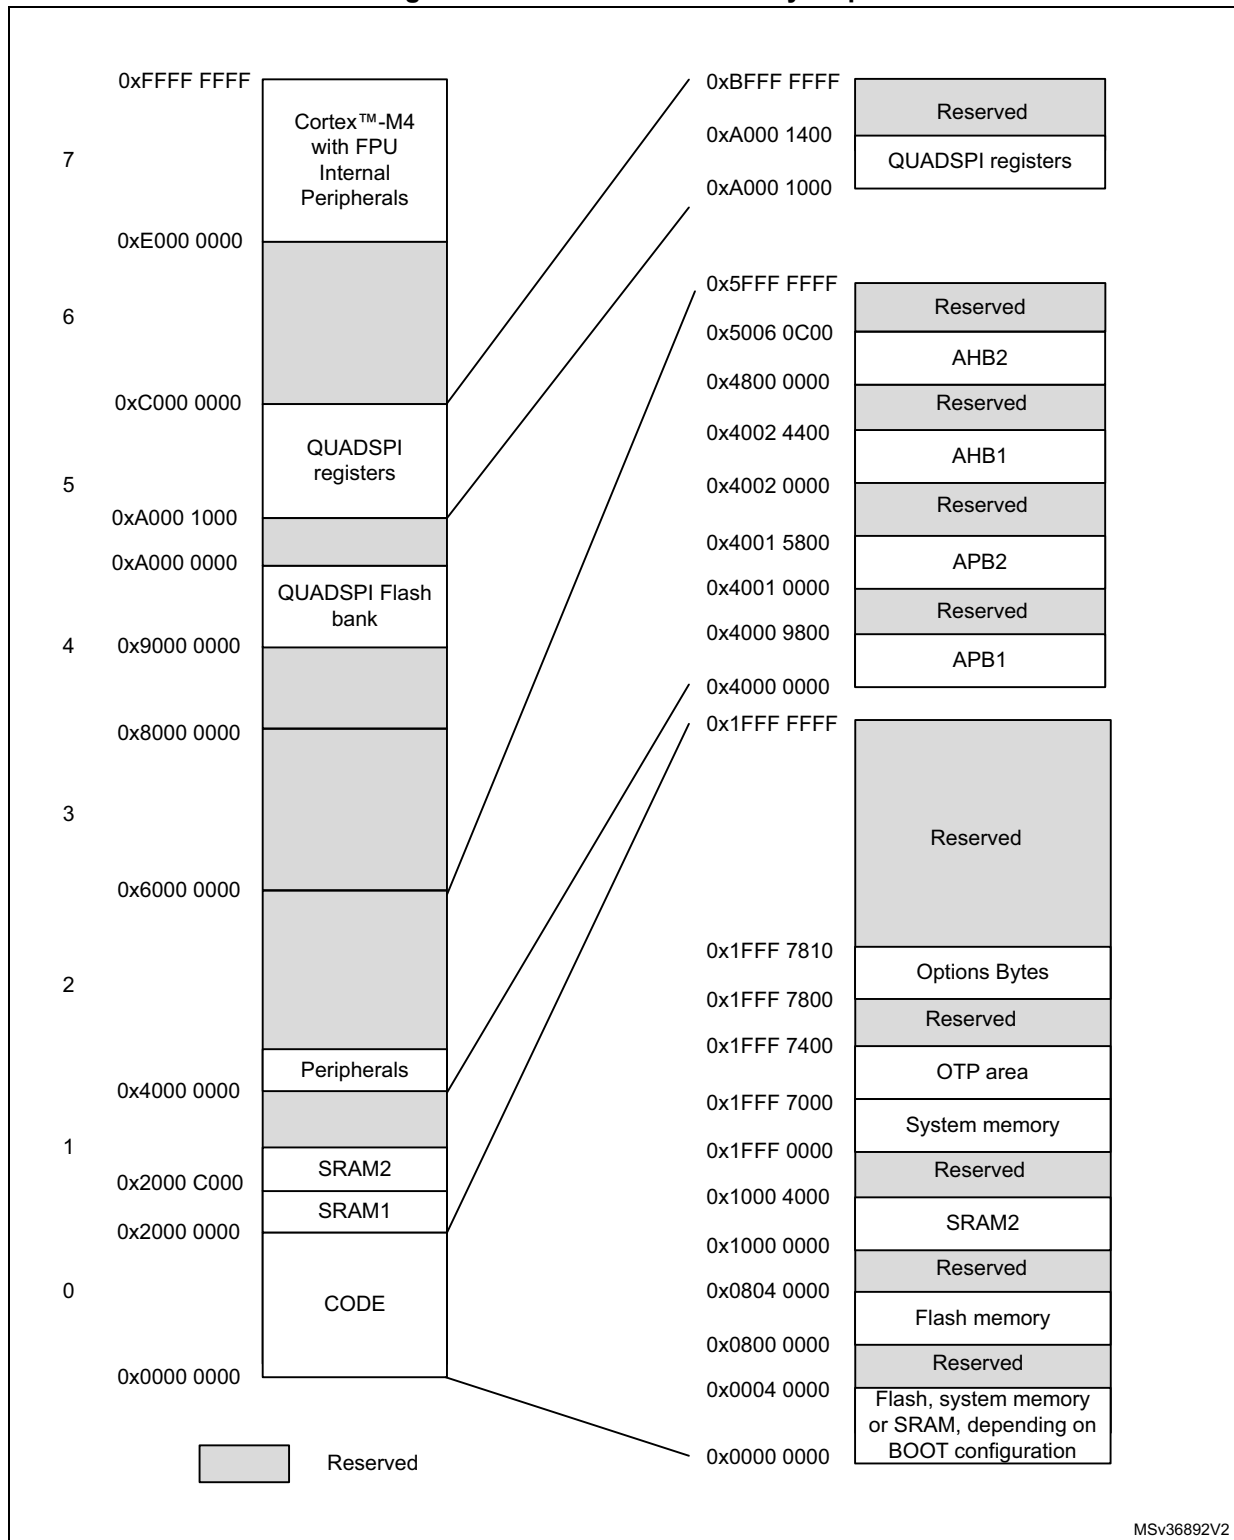 0xFFFF FFFF
Cortex™-M4
with FPU
Internal
Peripherals
7
0xE000 0000
6
0xC000 0000
QUADSPI
registers
5
0xA000 1000
0xA000 0000
QUADSPI Flash
bank
4
0x9000 0000
0x8000 0000
3
0x6000 0000
2
Peripherals
0x4000 0000
1
SRAM2
0x2000 C000
SRAM1
0x2000 0000
0
CODE
0x0000 0000
Reserved
0xBFFF FFFF
Reserved
0xA000 1400
QUADSPI registers
0xA000 1000
0x5FFF FFFF
Reserved
0x5006 0C00
AHB2
0x4800 0000
Reserved
0x4002 4400
AHB1
0x4002 0000
Reserved
0x4001 5800
APB2
0x4001 0000
Reserved
0x4000 9800
APB1
0x4000 0000
0x1FFF FFFF
Reserved
0x1FFF 7810
Options Bytes
0x1FFF 7800
Reserved
0x1FFF 7400
OTP area
0x1FFF 7000
System memory
0x1FFF 0000
Reserved
0x1000 4000
SRAM2
0x1000 0000
Reserved
0x0804 0000
Flash memory
0x0800 0000
Reserved
0x0004 0000
Flash, system memory
or SRAM, depending on
BOOT configuration
0x0000 0000
MSv36892V2